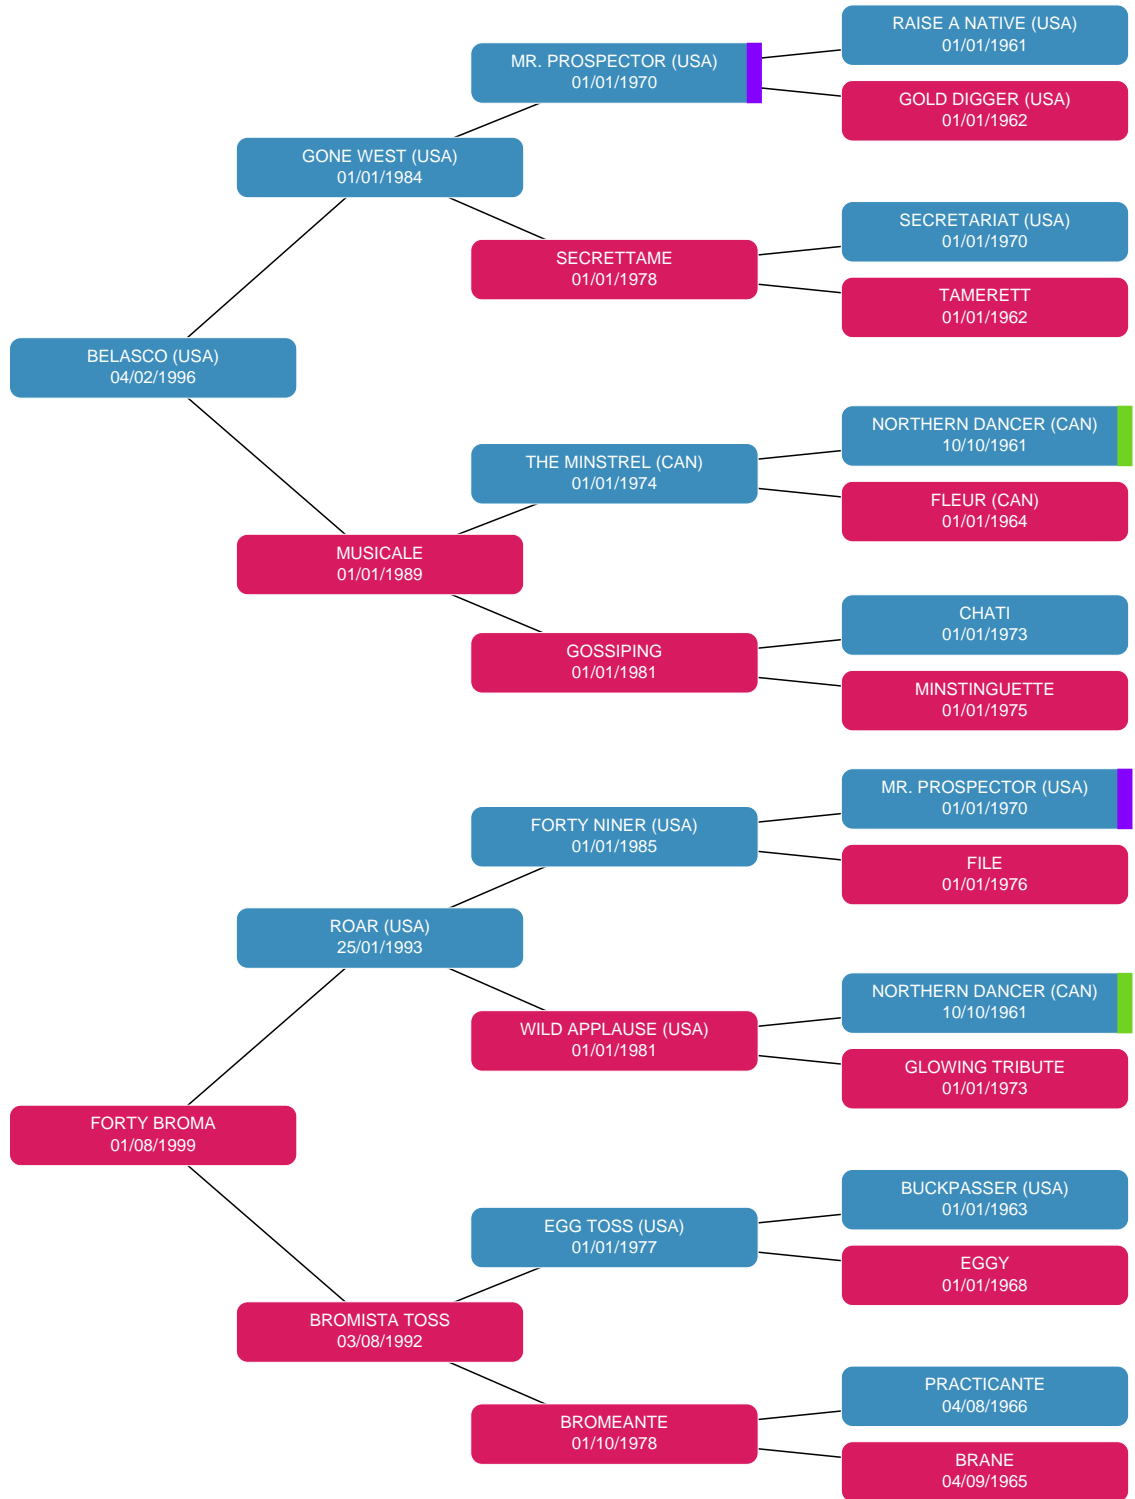 RAISE A NATIVE (USA)
01/01/1961
MR. PROSPECTOR (USA)
01/01/1970
GOLD DIGGER (USA)
01/01/1962
GONE WEST (USA)
01/01/1984
SECRETARIAT (USA)
01/01/1970
SECRETTAME
01/01/1978
TAMERETT
01/01/1962
BELASCO (USA)
04/02/1996
NORTHERN DANCER (CAN)
10/10/1961
THE MINSTREL (CAN)
01/01/1974
FLEUR (CAN)
01/01/1964
MUSICALE
01/01/1989
CHATI
01/01/1973
GOSSIPING
01/01/1981
MINSTINGUETTE
01/01/1975
MR. PROSPECTOR (USA)
01/01/1970
FORTY NINER (USA)
01/01/1985
FILE
01/01/1976
ROAR (USA)
25/01/1993
NORTHERN DANCER (CAN)
10/10/1961
WILD APPLAUSE (USA)
01/01/1981
GLOWING TRIBUTE
01/01/1973
FORTY BROMA
01/08/1999
BUCKPASSER (USA)
01/01/1963
EGG TOSS (USA)
01/01/1977
EGGY
01/01/1968
BROMISTA TOSS
03/08/1992
PRACTICANTE
04/08/1966
BROMEANTE
01/10/1978
BRANE
04/09/1965